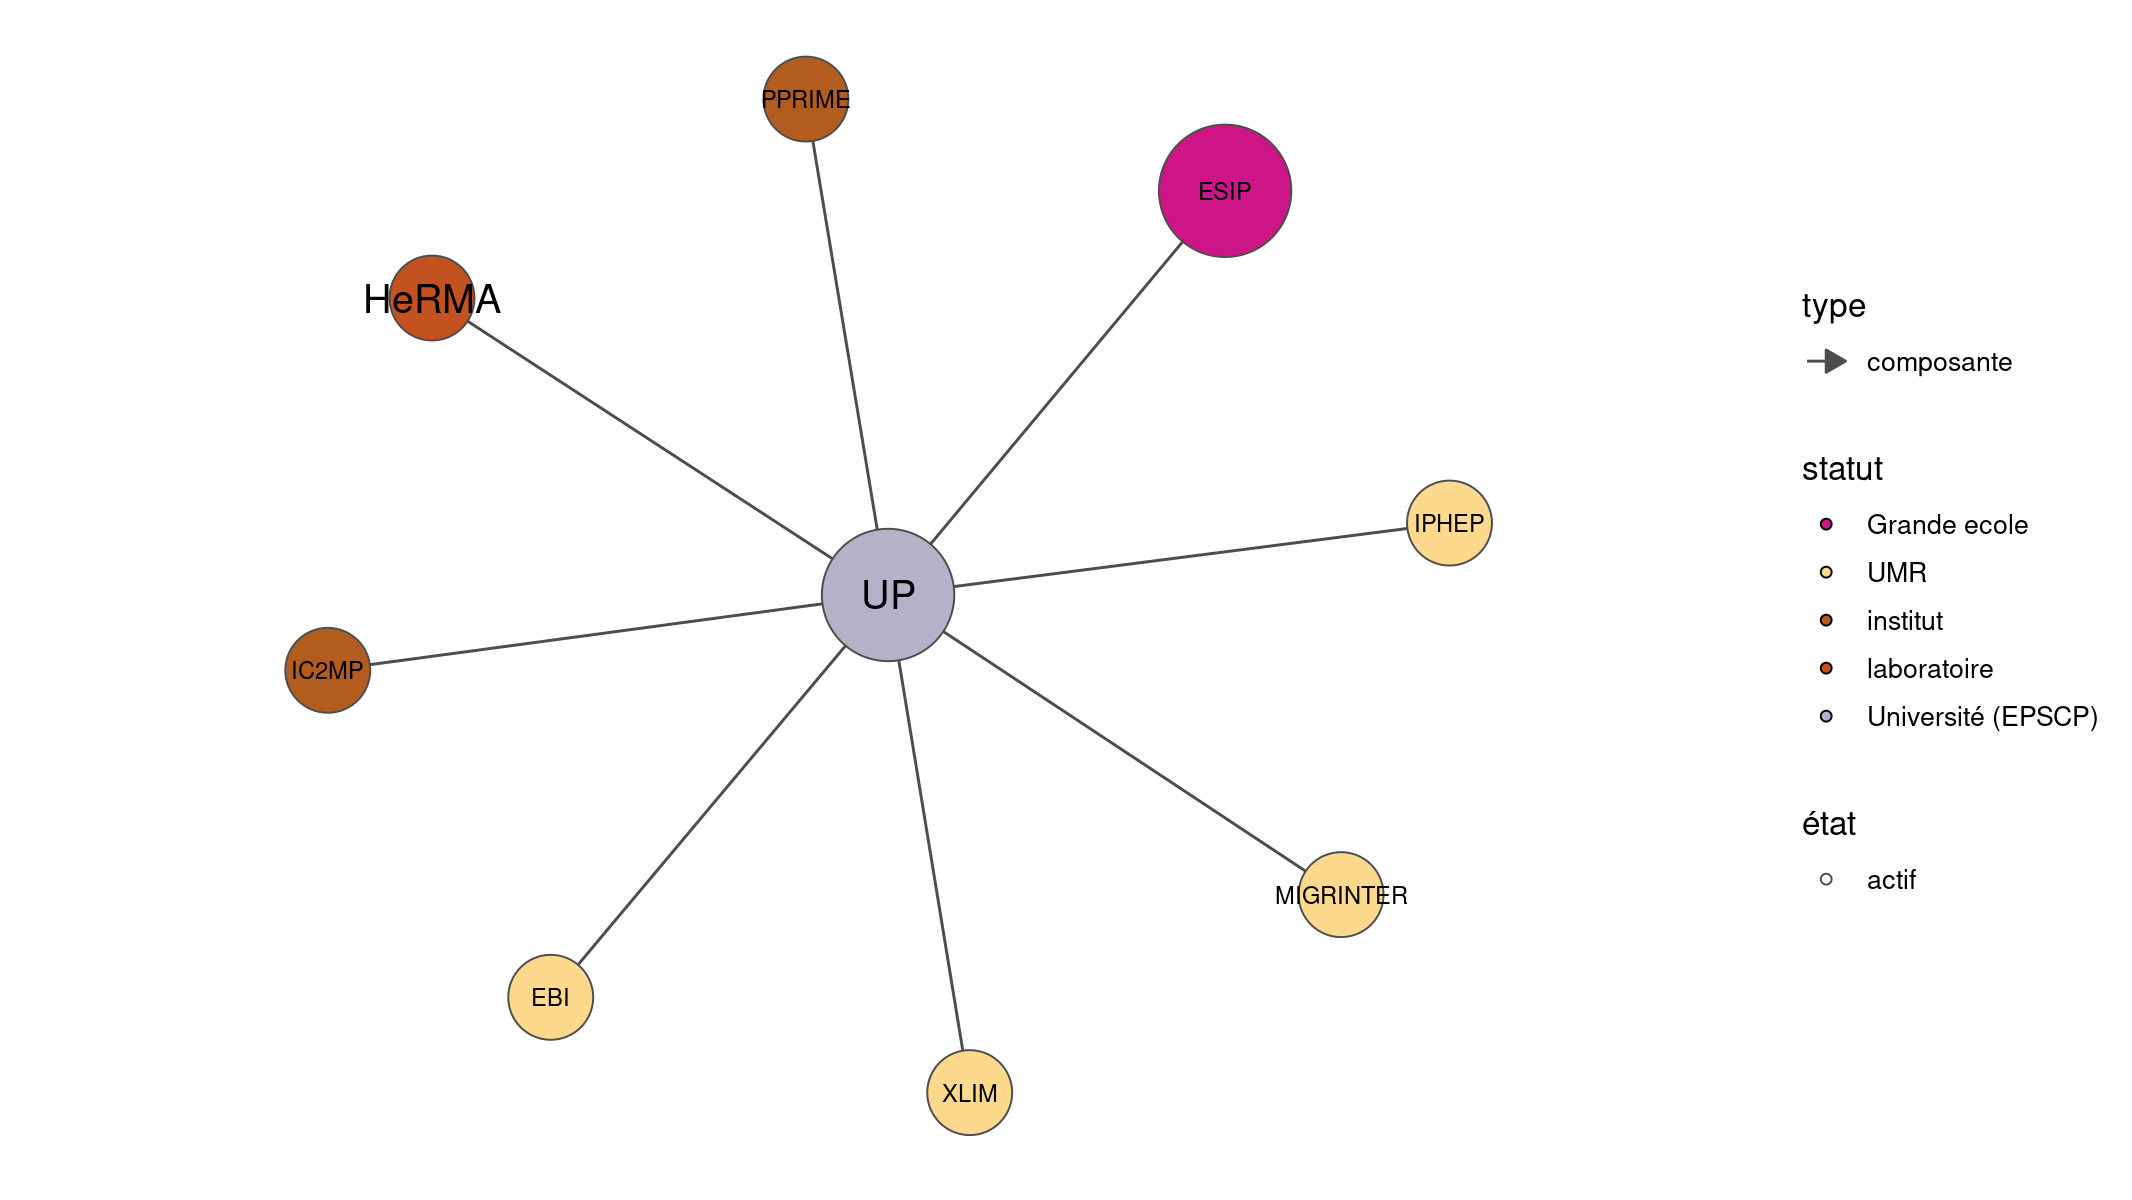 PPRIME
ESIP
HeRMA
IPHEP
UP
IC2MP
MIGRINTER
EBI
XLIM
type
composante
statut
Grande ecole
UMR
institut
laboratoire
Université (EPSCP)
état
actif